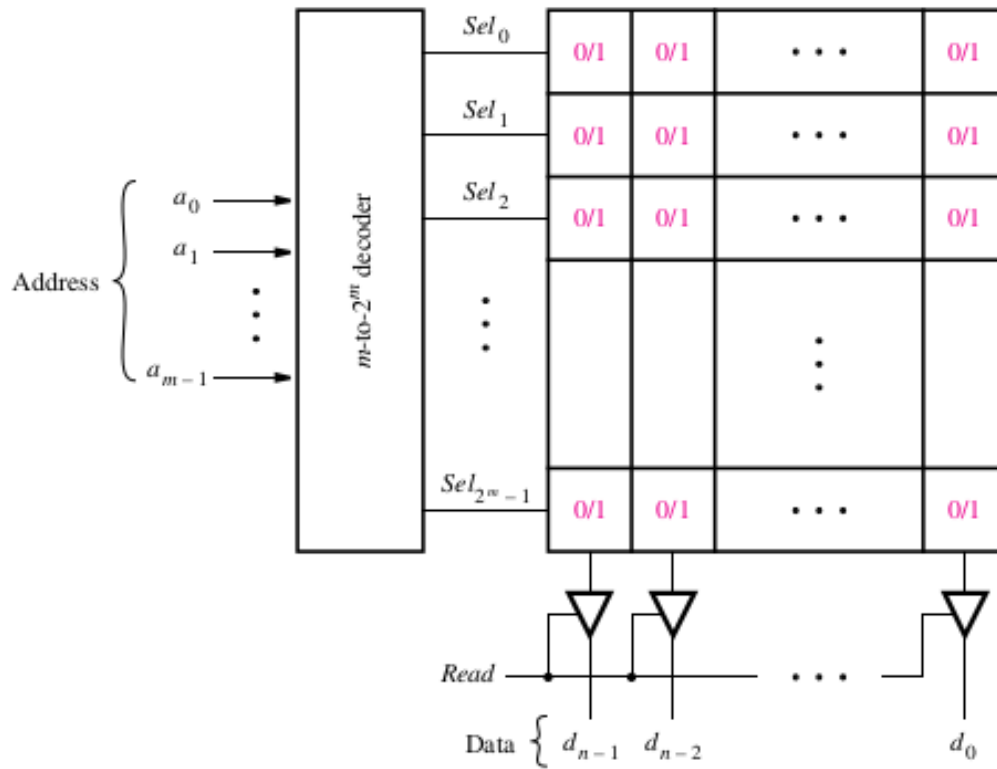 Sel₀
0/1 0/1 • • • 0/1
Sel₁
0/1 0/1 • • • 0/1
Sel₂
0/1 0/1 • • • 0/1
Address
a₀
a₁
aₘ₋₁
m-to-2ᵐ decoder
Sel₂ᵐ₋₁
0/1 0/1 • • • 0/1
Read • • •
Data { dₙ₋₁ dₙ₋₂ d₀